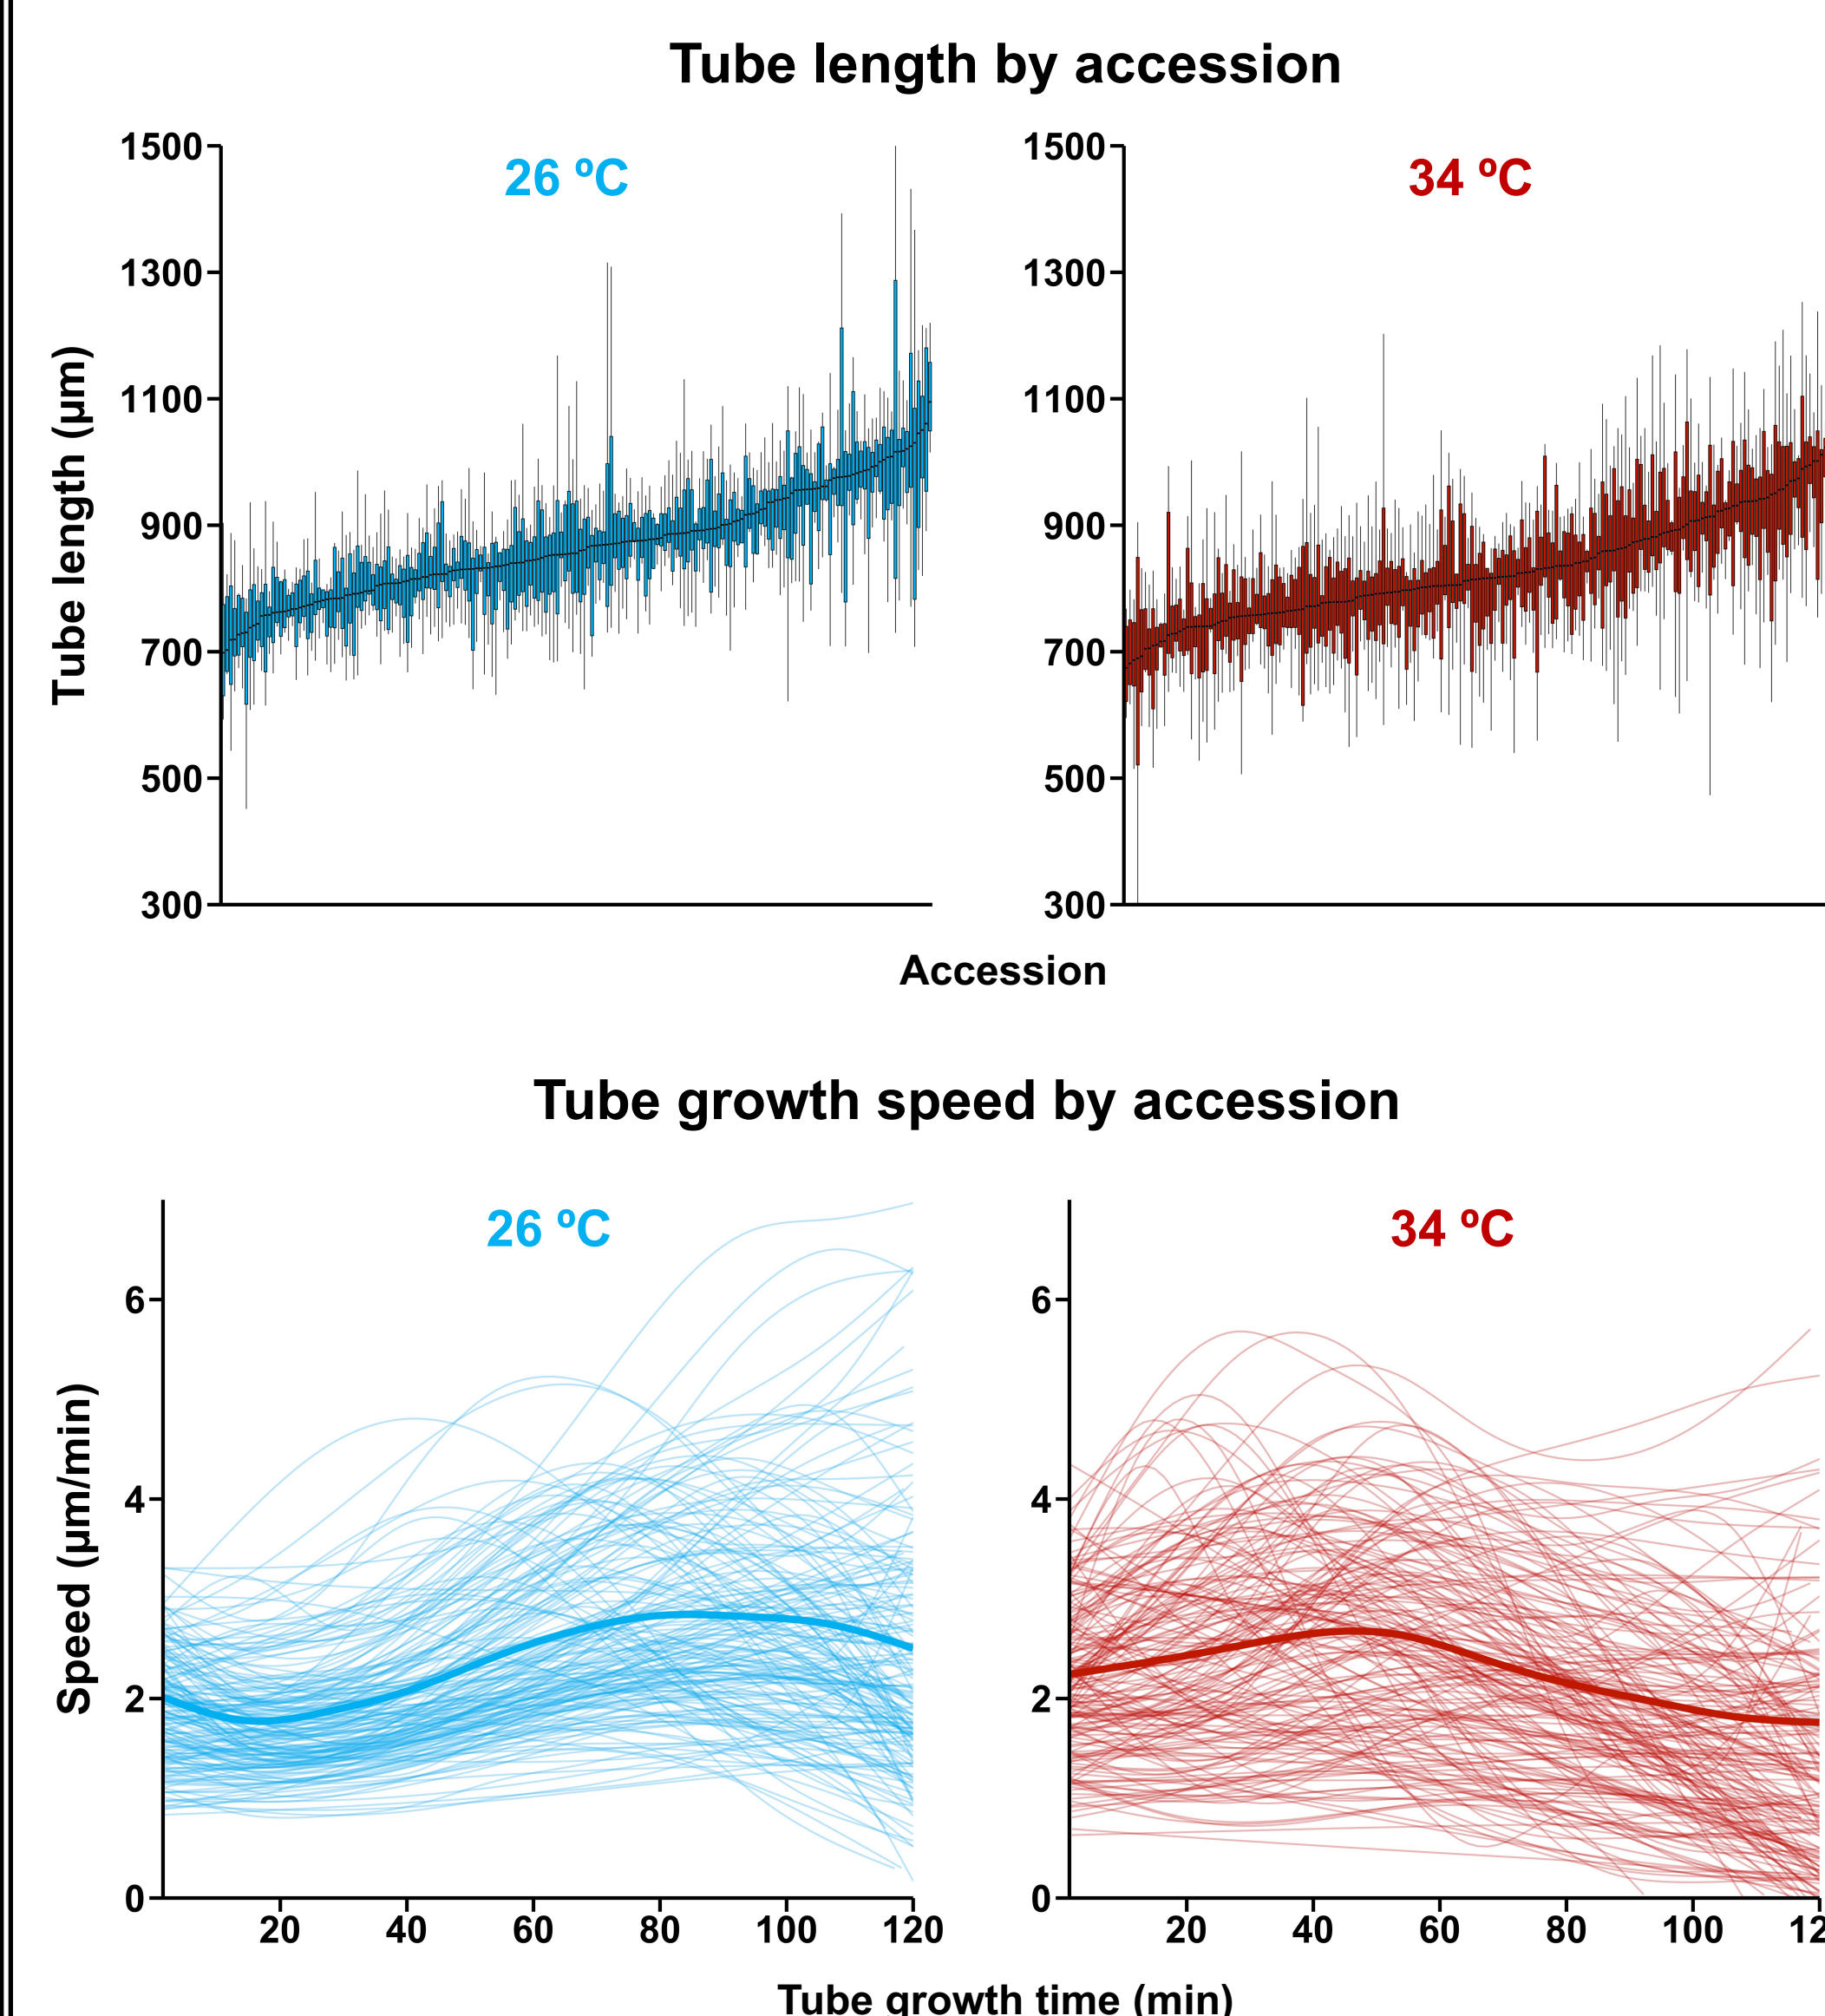 Tube length by accession
26 ºC
34 ºC
1500
1300
1100
900
700
500
300
1500
1300
1100
900
700
500
300
Tube length (µm)
Accession
Tube growth speed by accession
26 ºC
34 ºC
6
4
2
0
6
4
2
0
Speed (µm/min)
20 40 60 80 100 120
20 40 60 80 100 12
Tube growth time (min)